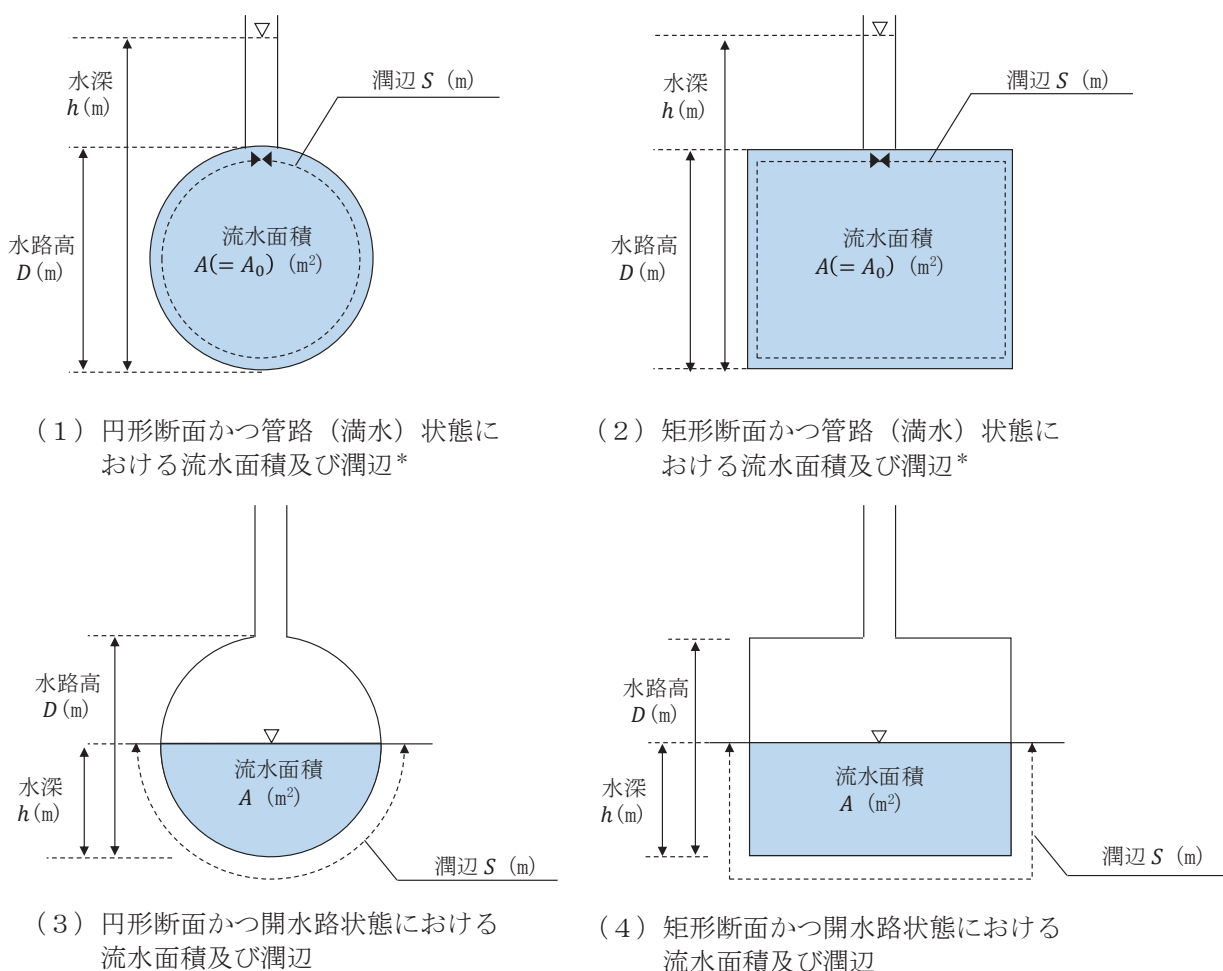 水深
h(m)
潤辺 S (m)
水路高
D(m)
流水面積
A(= A₀) (m²)
水深
h(m)
潤辺 S (m)
水路高
D(m)
流水面積
A(= A₀) (m²)
(1) 円形断面かつ管路（満水）状態に
おける流水面積及び潤辺*
(2) 矩形断面かつ管路（満水）状態に
おける流水面積及び潤辺*
水路高
D(m)
水深
h(m)
流水面積
A (m²)
潤辺 S (m)
水路高
D(m)
水深
h(m)
流水面積
A (m²)
潤辺 S (m)
(3) 円形断面かつ開水路状態における
流水面積及び潤辺
(4) 矩形断面かつ開水路状態における
流水面積及び潤辺